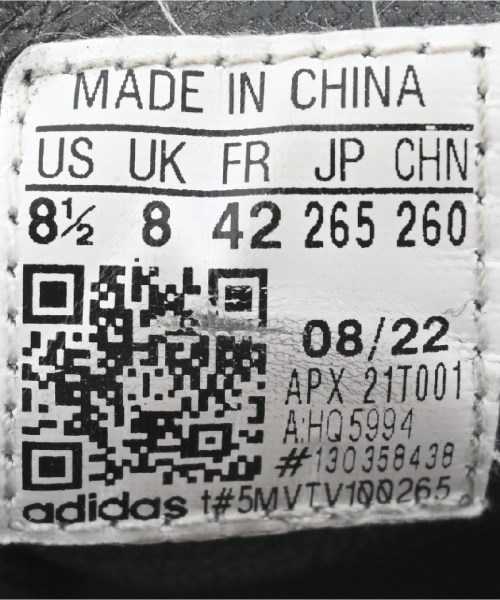 MADE IN CHINA
US UK FR JP CHN
8½ 8 42 265 260
08/22
APX 21T001
A:HQ5994
#130358438
adidas t#5MVTV100265